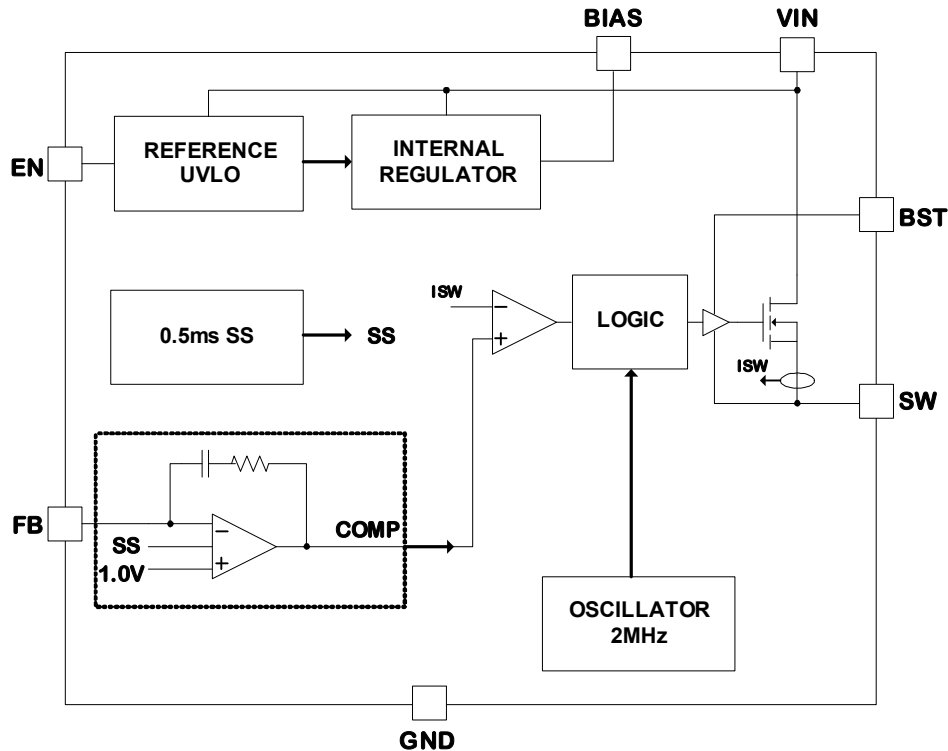 BIAS
VIN
EN
REFERENCE
UVLO
INTERNAL
REGULATOR
BST
ISW
−
+
LOGIC
0.5ms SS
SS
ISW
SW
FB
−
SS
+
1.0V
COMP
OSCILLATOR
2MHz
GND